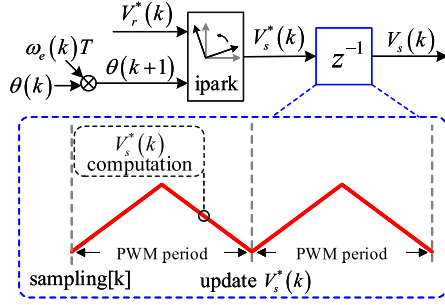 V_r^*(k)
ω_e(k)T
V_s^*(k)
V_s(k)
z^{-1}
θ(k)
θ(k+1)
ipark
V_s^*(k)
computation
PWM period
PWM period
sampling[k]
update V_s^*(k)